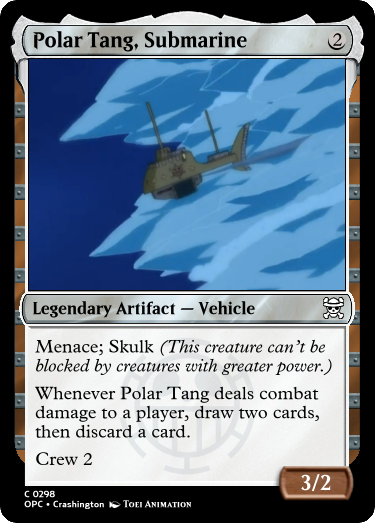 Polar Tang, Submarine 2
Legendary Artifact — Vehicle
Menace; Skulk (This creature can't be
blocked by creatures with greater power.)
Whenever Polar Tang deals combat
damage to a player, draw two cards,
then discard a card.
Crew 2
3/2
C 0298
OPC • Crashington TOEI ANIMATION